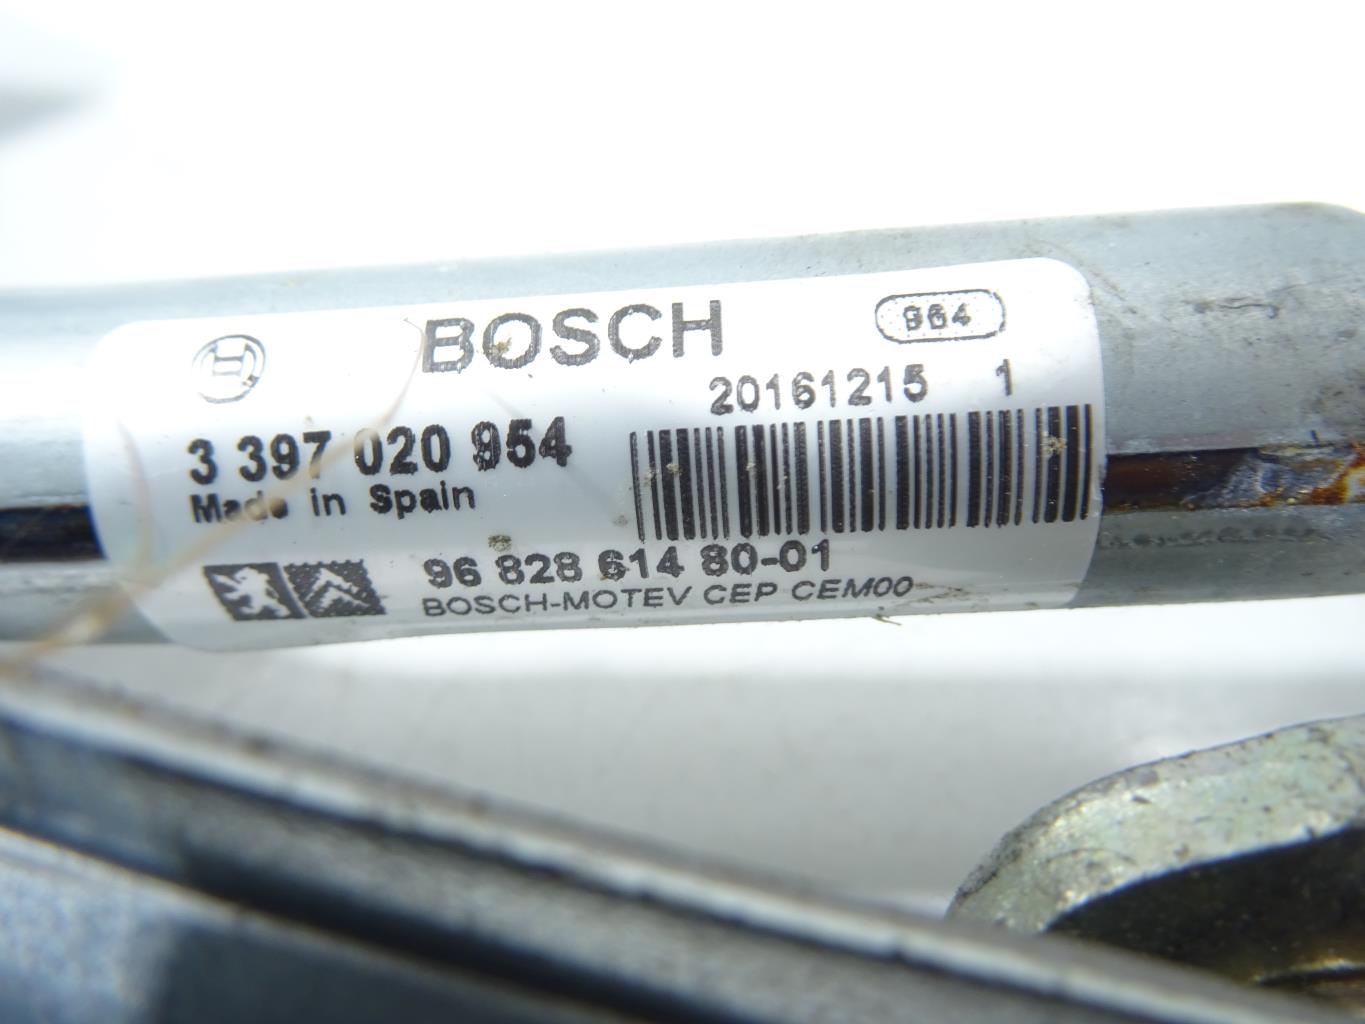 BOSCH
964
20161215 1
3 397 020 954
Made in Spain
96 828 614 80-01
BOSCH-MOTEV CEP CEM00